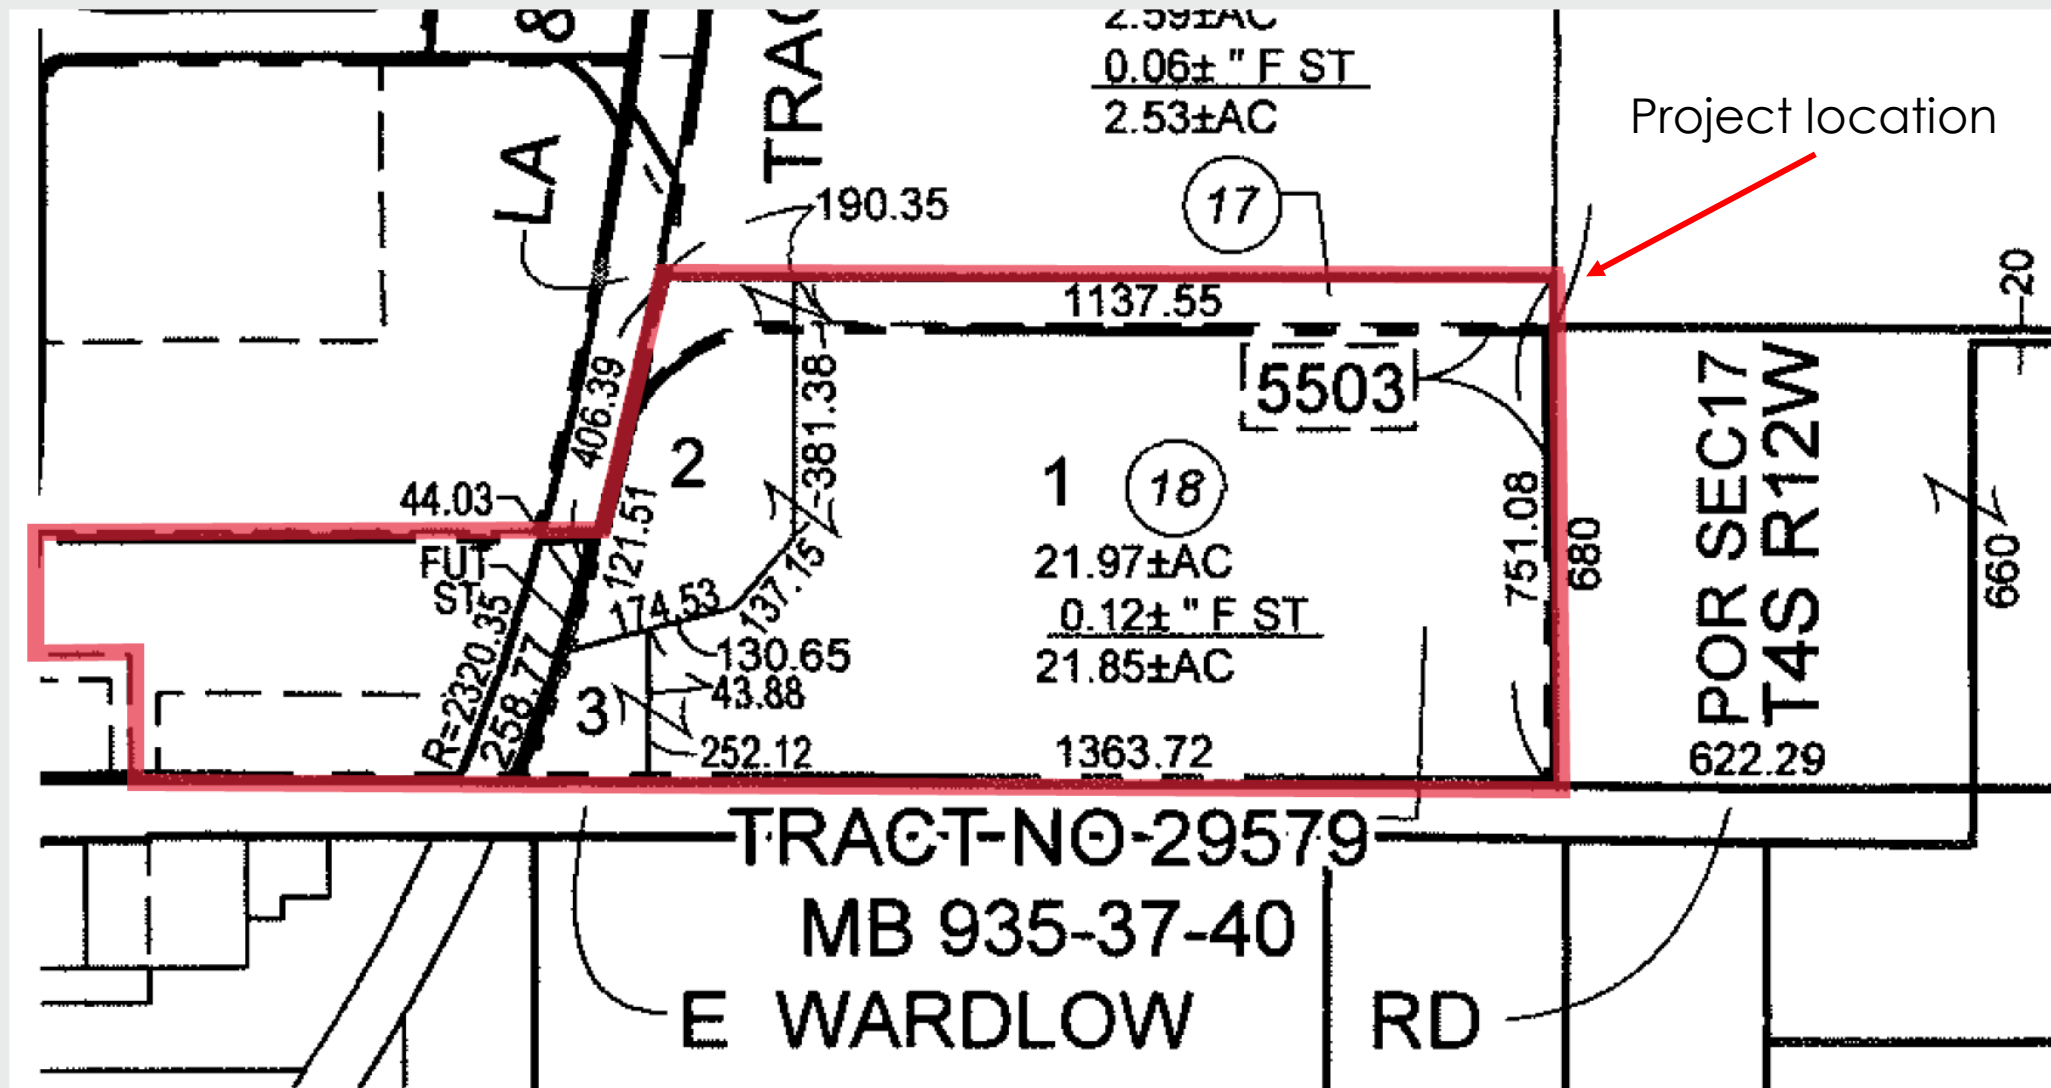 8
TRAC
2.59±AC
0.06± " F ST
2.53±AC
Project location
LA
190.35
17
20
1137.55
5503
406.39
381.38
2
1
18
44.03
121.51
751.08
680
POR SEC17
T4S R12W
660
FUT
ST
21.97±AC
0.12± " F ST
21.85±AC
137.15
174.53
130.65
43.88
R=2320.35
258.77
3
252.12
1363.72
622.29
TRACT NO 29579
MB 935-37-40
E WARDLOW RD